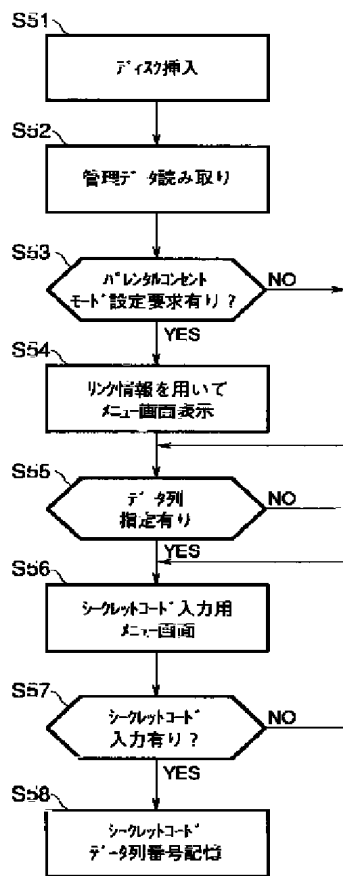 S51
ディスク挿入
S52
管理データ読み取り
S53
パレンタルコンセント
モード設定要求有り?
NO
YES
S54
リンク情報を用いて
メニュー画面表示
S55
データ列
指定有り
NO
YES
S56
シークレットコード入力用
メニュー画面
S57
シークレットコード
入力有り?
NO
YES
S58
シークレットコード
データ列番号記憶